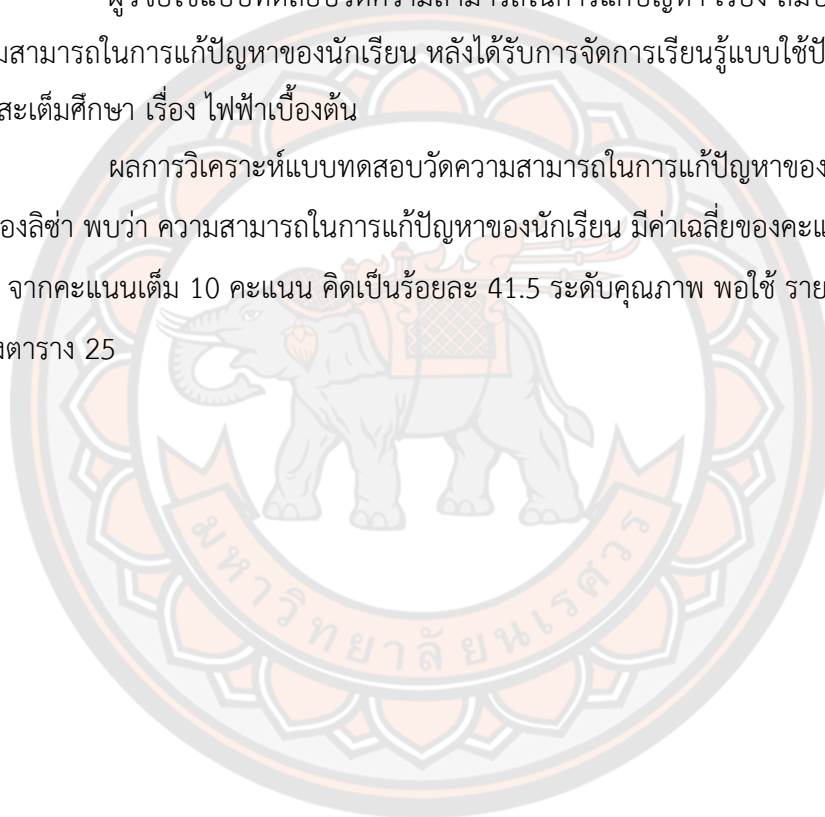 ผู้วิจัยใช้แบบทดสอบวัดความสามารถในการแก้ปัญหา เรื่อง
มสามารถในการแก้ปัญหาของนักเรียน หลังได้รับการจัดการเรียนรู้แบบใช้ปั
สะเต็มศึกษา เรื่อง ไฟฟ้าเบื้องต้น
ผลการวิเคราะห์แบบทดสอบวัดความสามารถในการแก้ปัญหาของ
องลิซ่า พบว่า ความสามารถในการแก้ปัญหาของนักเรียน มีค่าเฉลี่ยของคะแ
จากคะแนนเต็ม 10 คะแนน คิดเป็นร้อยละ 41.5 ระดับคุณภาพ พอใช้ ราย
งตาราง 25
มหาวิทยาลัยนเรศวร